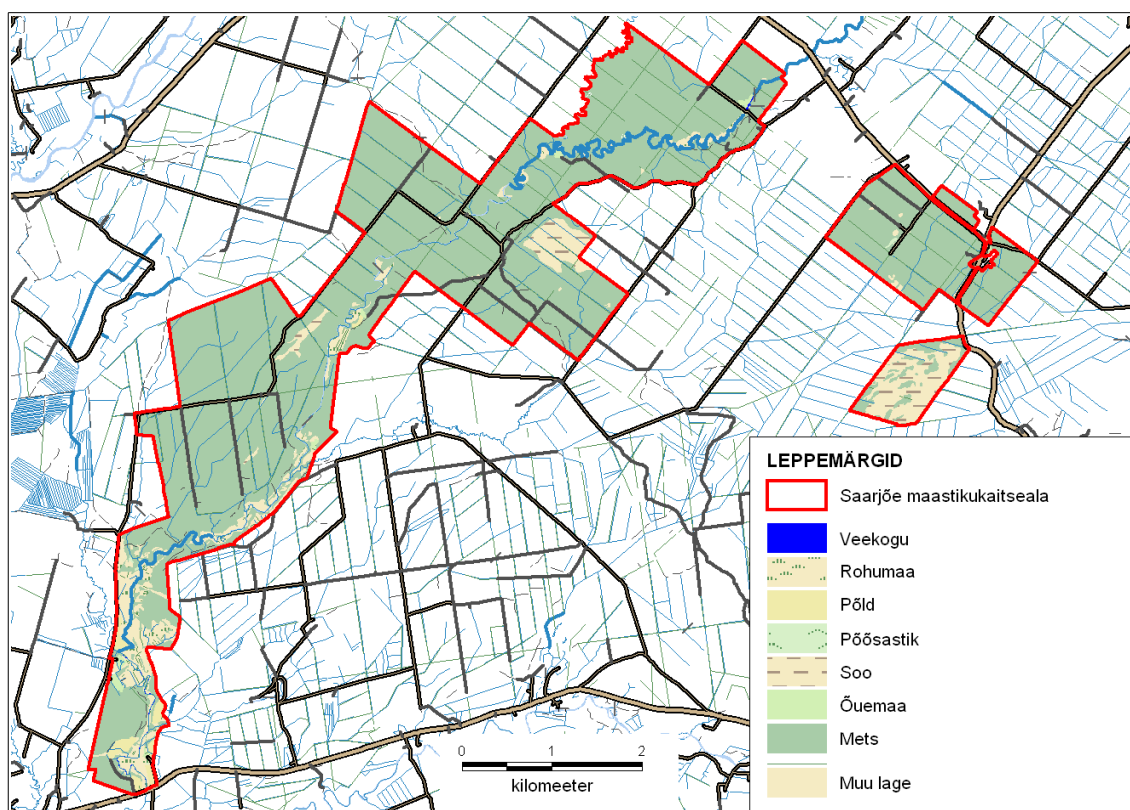 LEPPEMÄRGID
Saarjõe maastikukaitseala
Veekogu
Rohumaa
Põld
Põõsastik
Soo
Õuemaa
Mets
Muu lage
0 1 2
kilomeeter